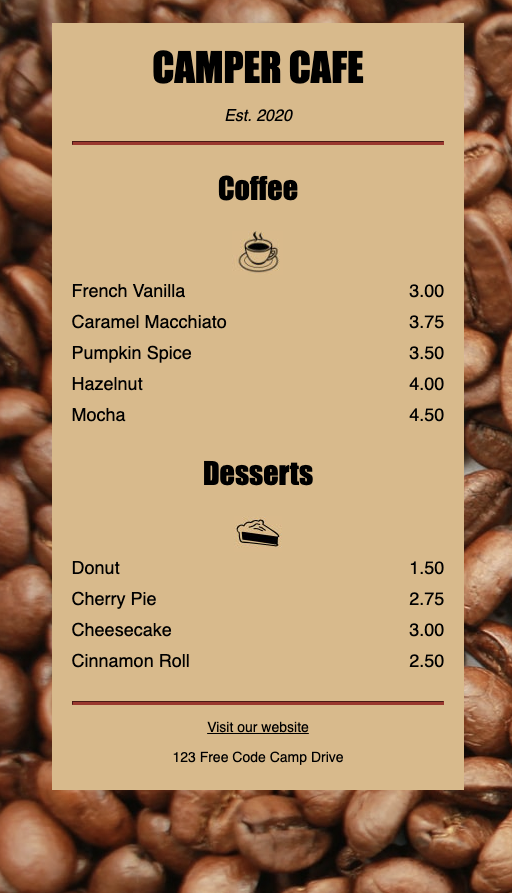 CAMPER CAFE
Est. 2020
Coffee
French Vanilla 3.00
Caramel Macchiato 3.75
Pumpkin Spice 3.50
Hazelnut 4.00
Mocha 4.50
Desserts
Donut 1.50
Cherry Pie 2.75
Cheesecake 3.00
Cinnamon Roll 2.50
Visit our website
123 Free Code Camp Drive